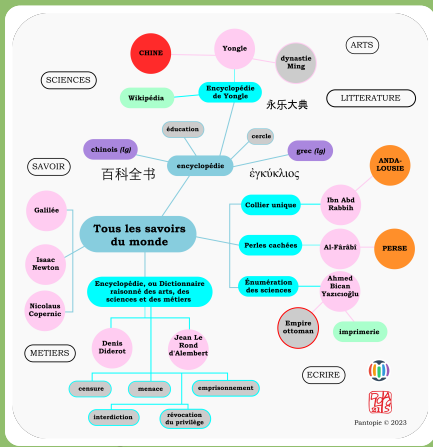 CHINE
Yongle
dynastie
Ming
ARTS
SCIENCES
Wikipédia
Encyclopédie
de Yongle
永乐大典
LITTERATURE
éducation
cercle
chinois (lg)
encyclopédie
grec (lg)
百科全书
ἐγκύκλιος
SAVOIR
ANDA-
LOUSIE
Galilée
Collier unique
Ibn Abd
Rabbih
Tous les savoirs
du monde
Perles cachées
Al-Fârâbî
PERSE
Isaac
Newton
Énumération
des sciences
Ahmed
Bican
Yazıcıoğlu
Nicolaus
Copernic
Encyclopédie, ou Dictionnaire
raisonné des arts, des
sciences et des métiers
Empire
ottoman
imprimerie
METIERS
Denis
Diderot
Jean Le
Rond
d'Alembert
ECRIRE
censure
menace
emprisonnement
interdiction
révocation
du privilège
Pantopic © 2023